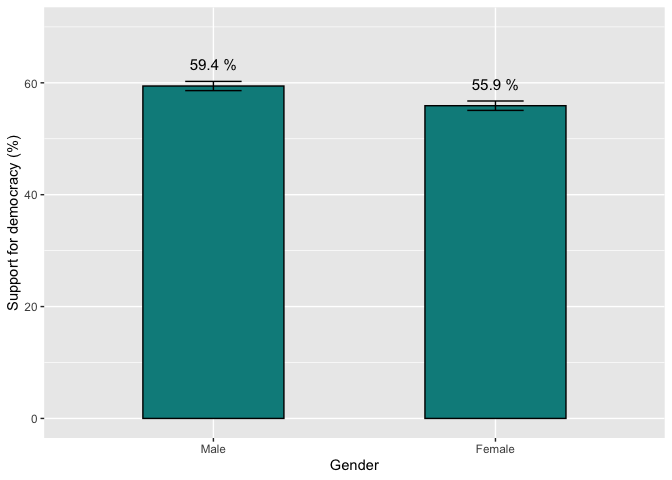 59.4 %
55.9 %
60
40
20
0
Support for democracy (%)
Male
Female
Gender